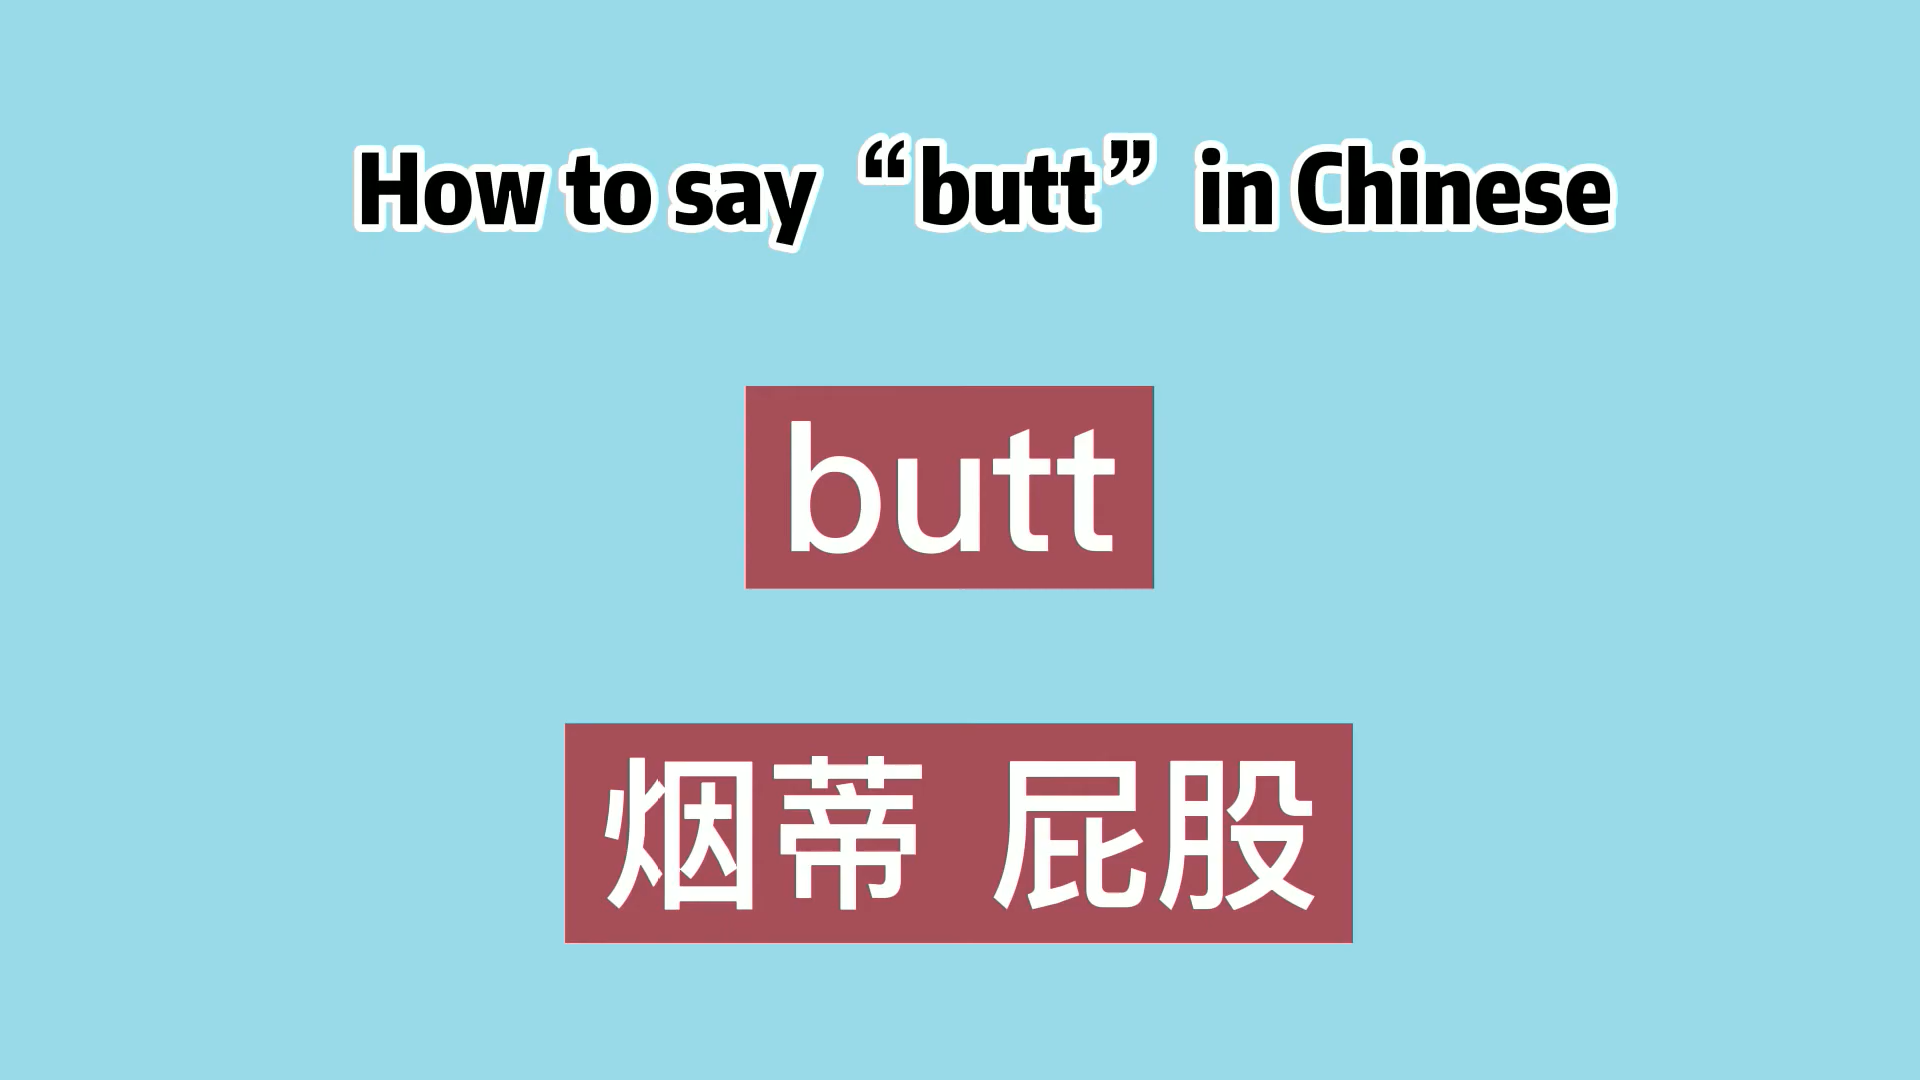 How to say “butt” in Chinese
butt
烟蒂 屁股